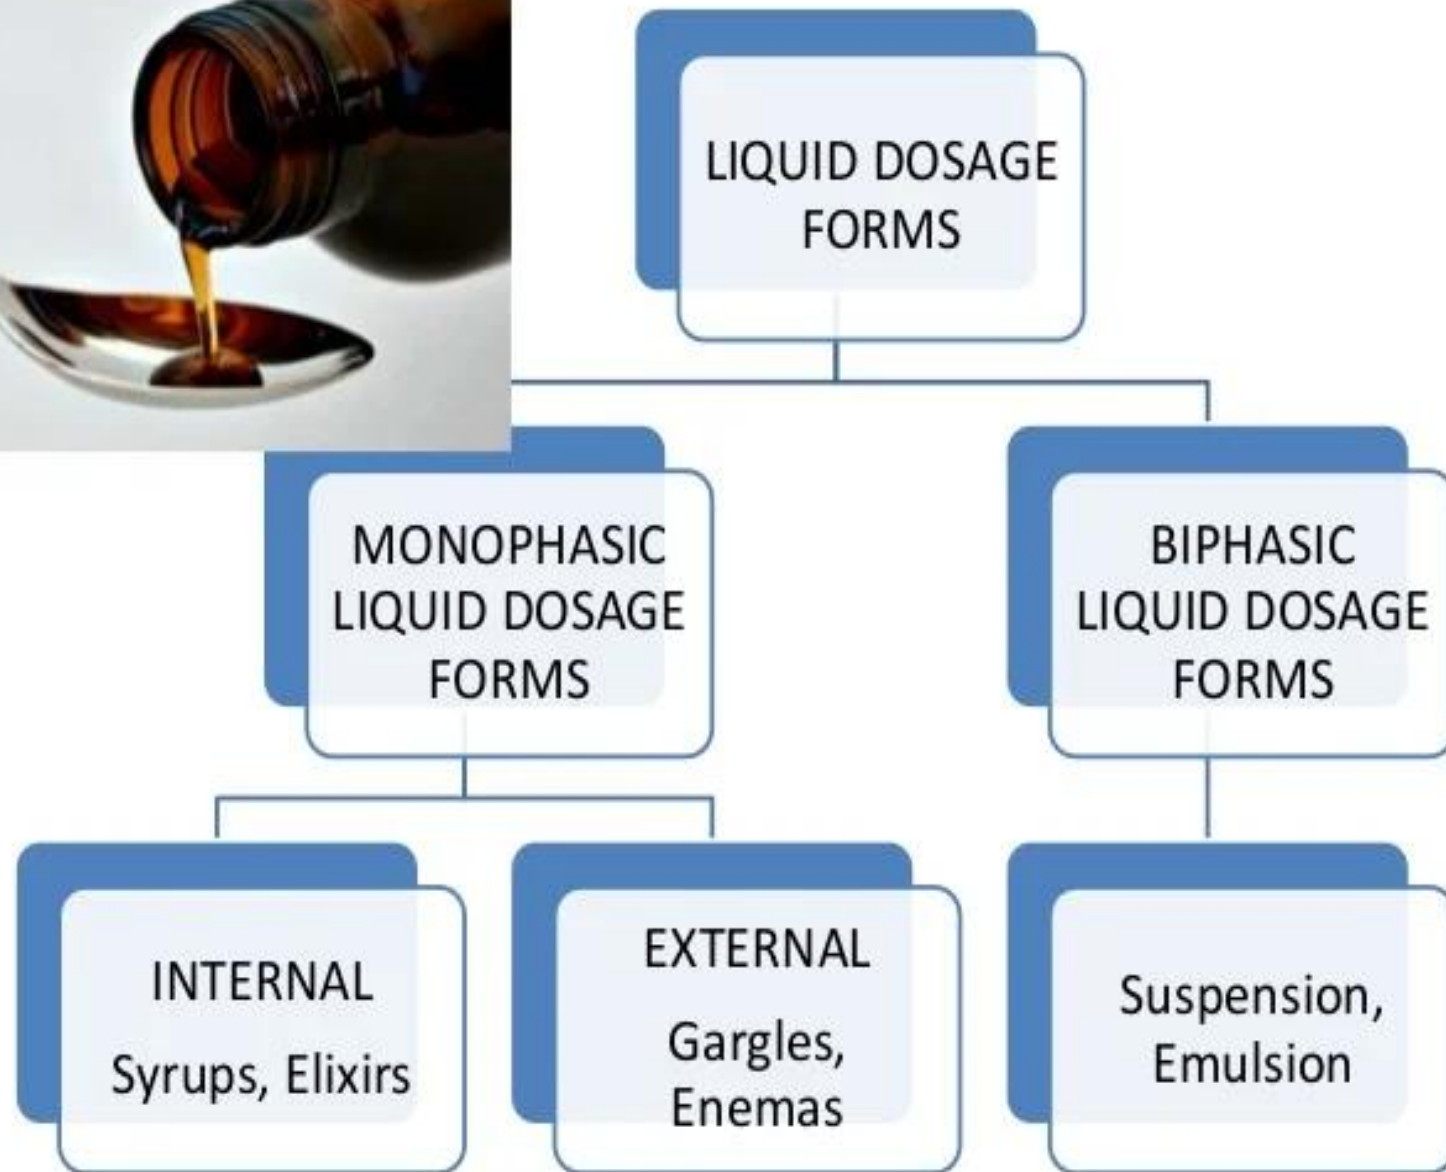 LIQUID DOSAGE
FORMS
MONOPHASIC
LIQUID DOSAGE
FORMS
BIPHASIC
LIQUID DOSAGE
FORMS
INTERNAL
Syrups, Elixirs
EXTERNAL
Gargles,
Enemas
Suspension,
Emulsion